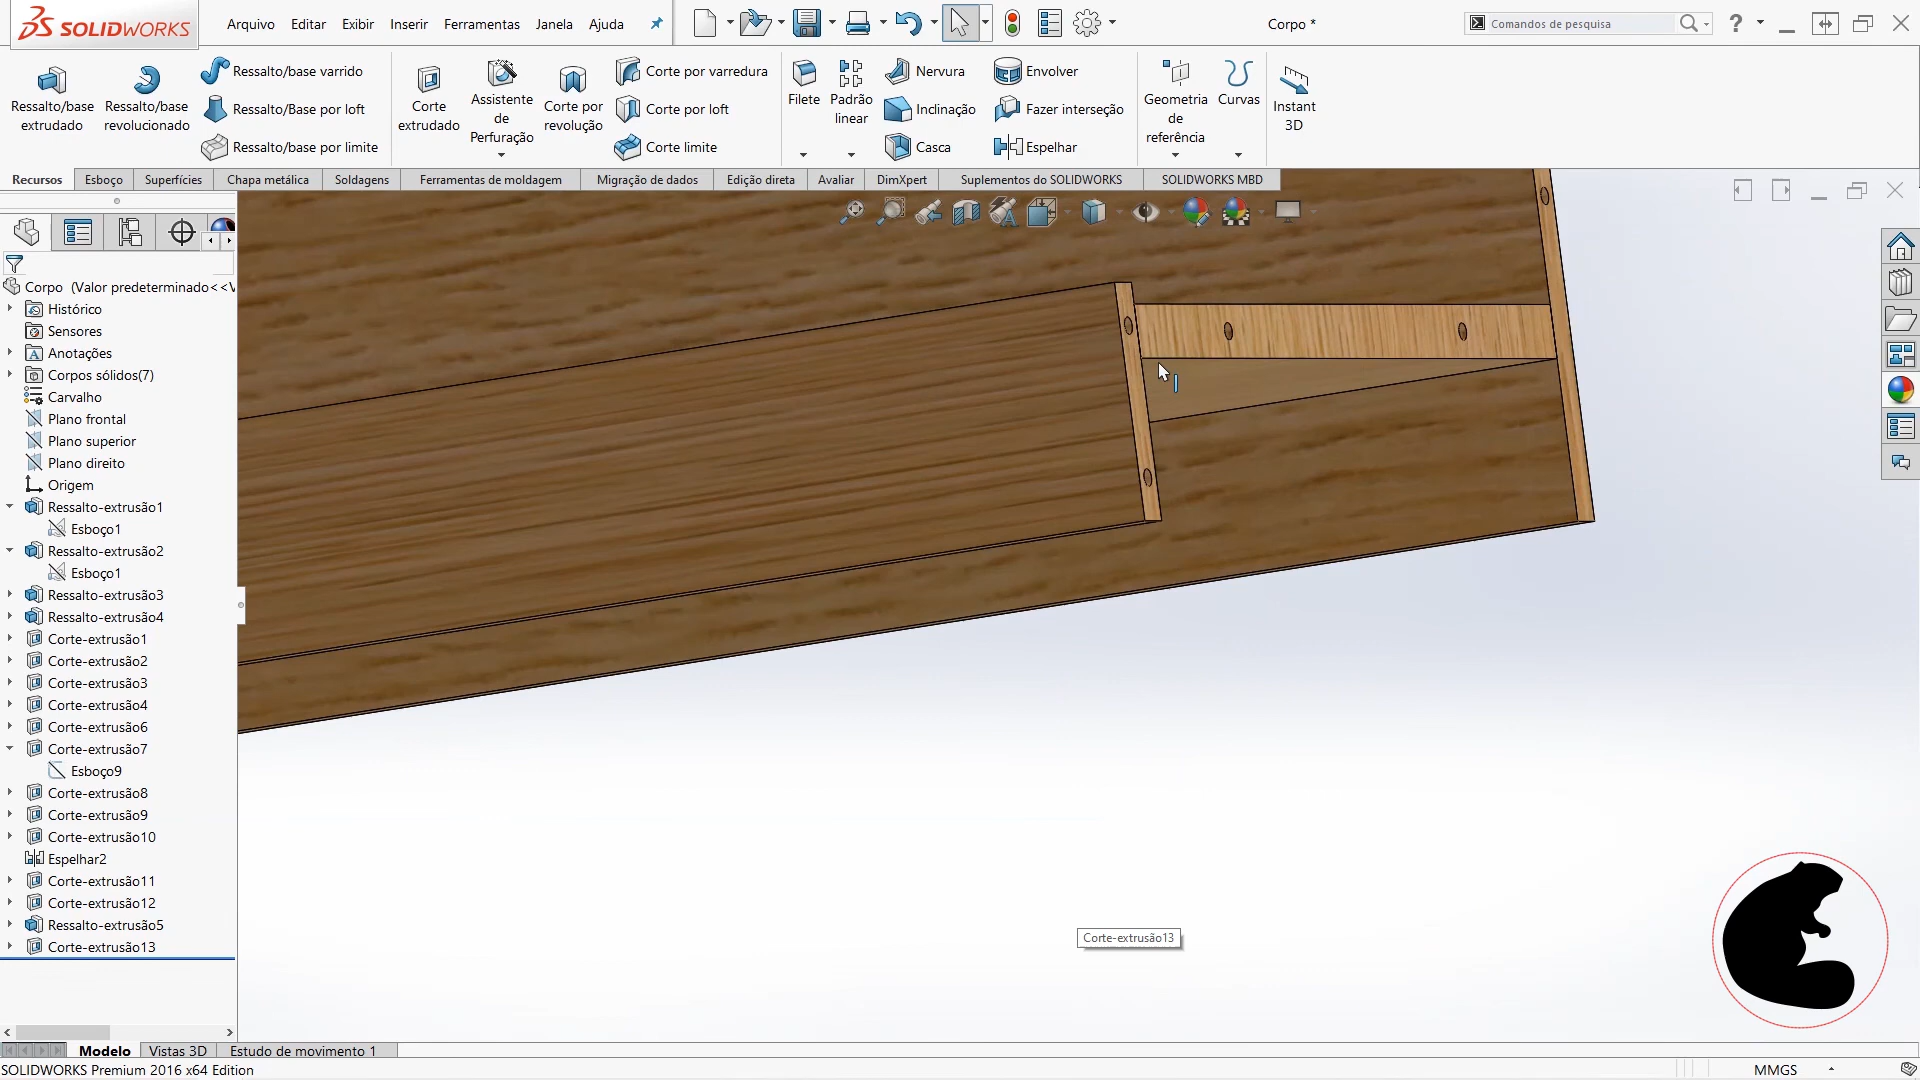 SOLIDWORKS
Arquivo
Editar
Exibir
Inserir
Ferramentas
Janela
Ajuda
Corpo *
Comandos de pesquisa
?
Ressalto/base extrudado
Ressalto/base revolucionado
Ressalto/base varrido
Ressalto/Base por loft
Ressalto/base por limite
Corte extrudado
Assistente de Perfuração
Corte por revolução
Corte por varredura
Corte por loft
Corte limite
Filete
Padrão linear
Nervura
Inclinação
Casca
Envolver
Fazer interseção
Espelhar
Geometria de referência
Curvas
Instant 3D
Recursos
Esboço
Superfícies
Chapa metálica
Soldagens
Ferramentas de moldagem
Migração de dados
Edição direta
Avaliar
DimXpert
Suplementos do SOLIDWORKS
SOLIDWORKS MBD
Corpo (Valor predeterminado<<V
Histórico
Sensores
Anotações
Corpos sólidos(7)
Carvalho
Plano frontal
Plano superior
Plano direito
Origem
Ressalto-extrusão1
Esboço1
Ressalto-extrusão2
Esboço1
Ressalto-extrusão3
Ressalto-extrusão4
Corte-extrusão1
Corte-extrusão2
Corte-extrusão3
Corte-extrusão4
Corte-extrusão6
Corte-extrusão7
Esboço9
Corte-extrusão8
Corte-extrusão9
Corte-extrusão10
Espelhar2
Corte-extrusão11
Corte-extrusão12
Ressalto-extrusão5
Corte-extrusão13
Corte-extrusão13
Modelo
Vistas 3D
Estudo de movimento 1
SOLIDWORKS Premium 2016 x64 Edition
MMGS